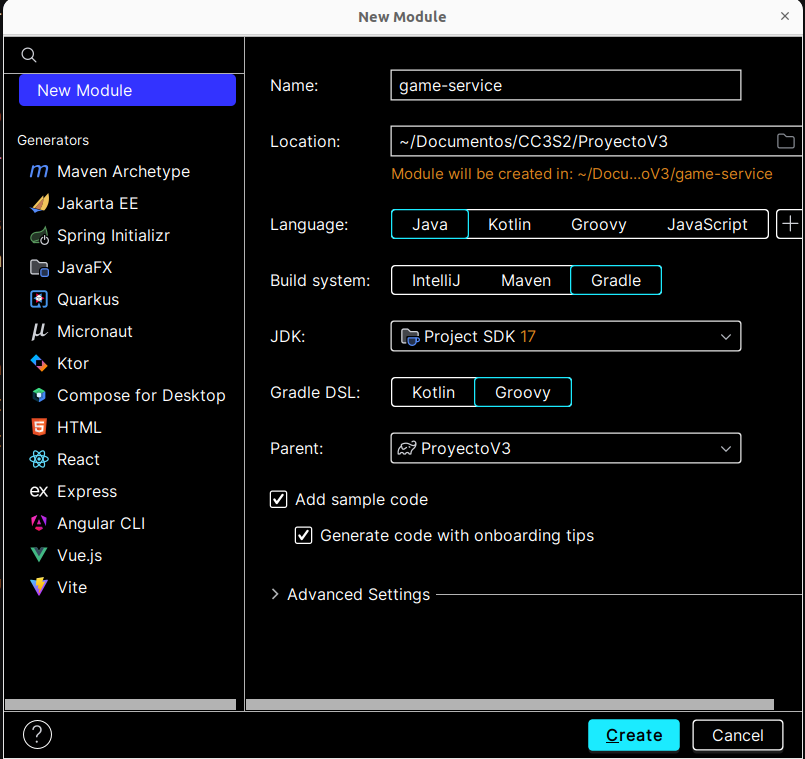 New Module
New Module
Generators
Maven Archetype
Jakarta EE
Spring Initializr
JavaFX
Quarkus
Micronaut
Ktor
Compose for Desktop
HTML
React
Express
Angular CLI
Vue.js
Vite
Name: game-service
Location: ~/Documentos/CC3S2/ProyectoV3
Module will be created in: ~/Docu...oV3/game-service
Language: Java Kotlin Groovy JavaScript
Build system: IntelliJ Maven Gradle
JDK: Project SDK 17
Gradle DSL: Kotlin Groovy
Parent: ProyectoV3
Add sample code
Generate code with onboarding tips
Advanced Settings
? Create Cancel